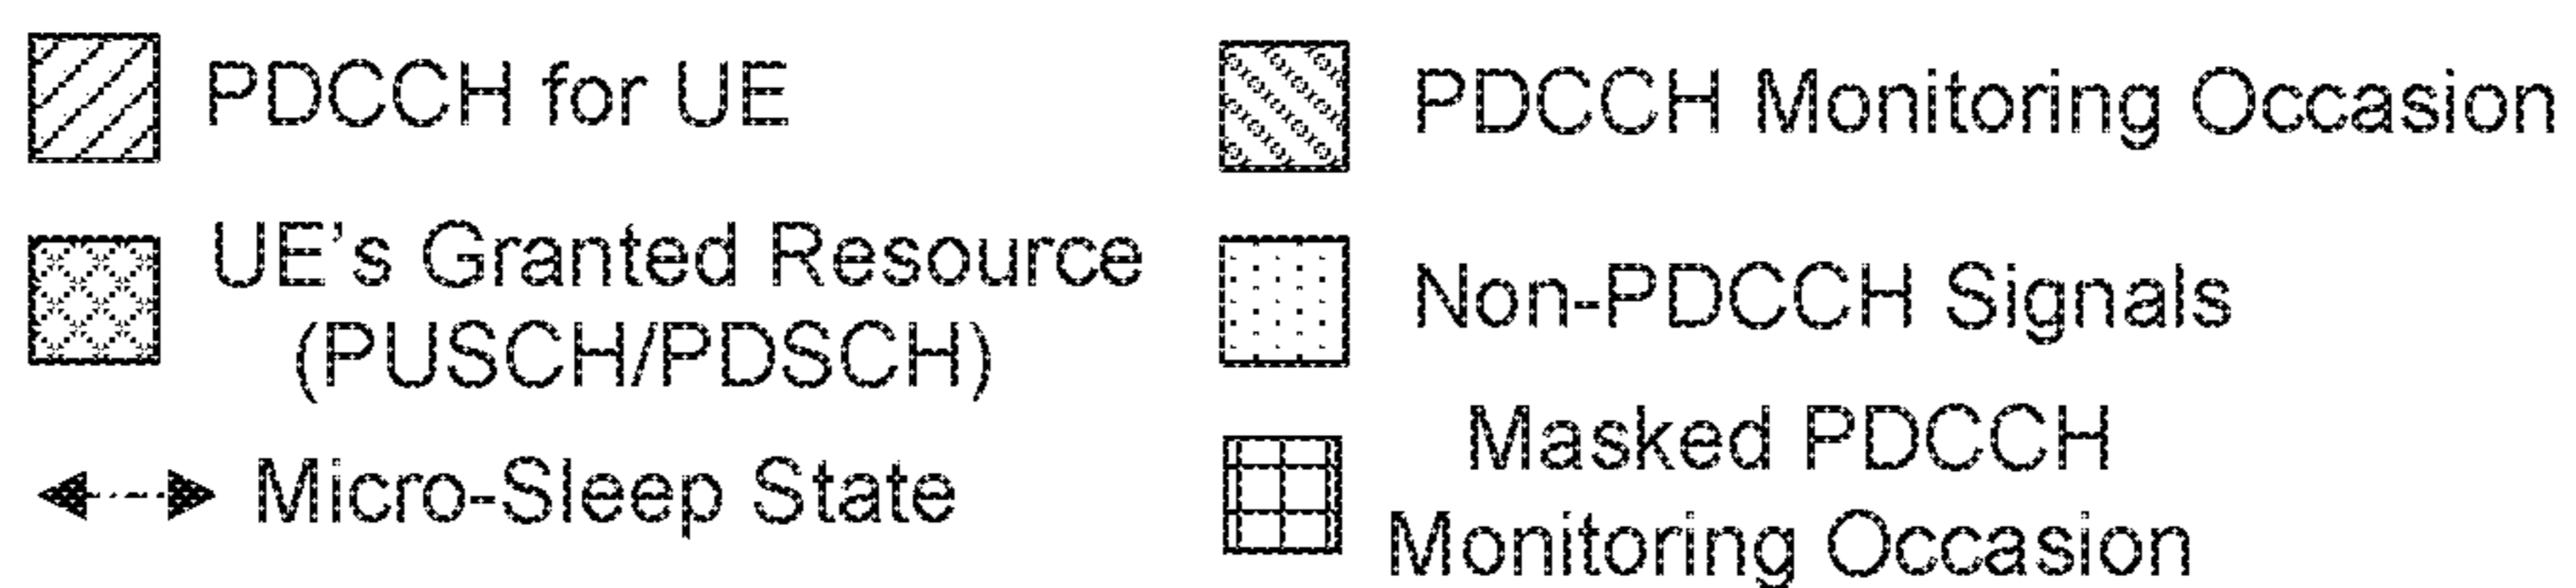 PDCCH for UE
UE's Granted Resource
(PUSCH/PDSCH)
Micro-Sleep State
PDCCH Monitoring Occasion
Non-PDCCH Signals
Masked PDCCH
Monitoring Occasion